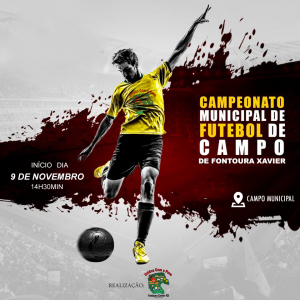 CAMPEONATO
MUNICIPAL DE
FUTEBOL DE
CAMPO
DE FONTOURA XAVIER
INÍCIO DIA
9 DE NOVEMBRO
14H30MIN
CAMPO MUNICIPAL
REALIZAÇÃO: